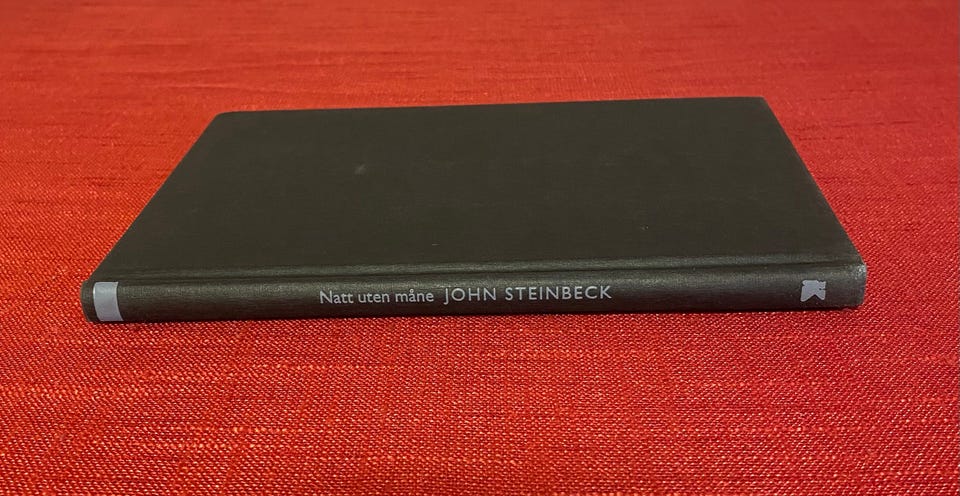 Natt uten måne JOHN STEINBECK